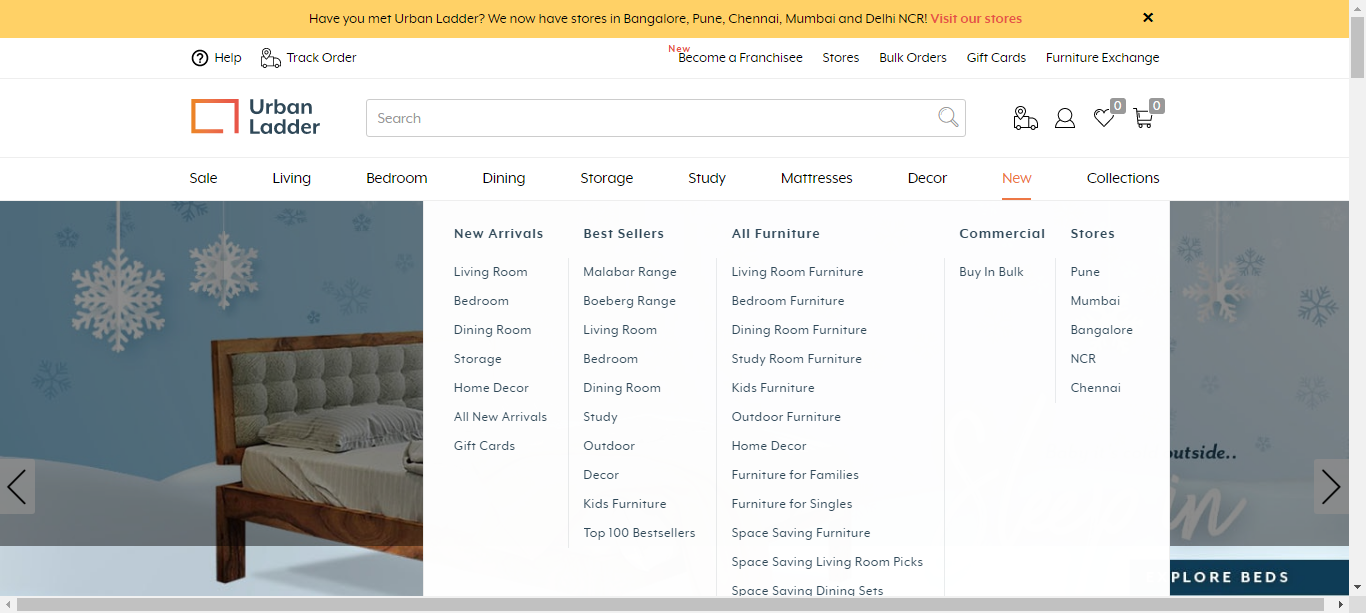 Have you met Urban Ladder? We now have stores in Bangalore, Pune, Chennai, Mumbai and Delhi NCR! Visit our stores
Help
Track Order
New
Become a Franchisee
Stores
Bulk Orders
Gift Cards
Furniture Exchange
Urban
Ladder
Search
0
0
Sale
Living
Bedroom
Dining
Storage
Study
Mattresses
Decor
New
Collections
New Arrivals
Living Room
Bedroom
Dining Room
Storage
Home Decor
All New Arrivals
Gift Cards
Best Sellers
Malabar Range
Boeberg Range
Living Room
Bedroom
Dining Room
Study
Outdoor
Decor
Kids Furniture
Top 100 Bestsellers
All Furniture
Living Room Furniture
Bedroom Furniture
Dining Room Furniture
Study Room Furniture
Kids Furniture
Outdoor Furniture
Home Decor
Furniture for Families
Furniture for Singles
Space Saving Furniture
Space Saving Living Room Picks
Space Saving Dining Sets
Commercial
Buy In Bulk
Stores
Pune
Mumbai
Bangalore
NCR
Chennai
outside..
in
PLORE BEDS